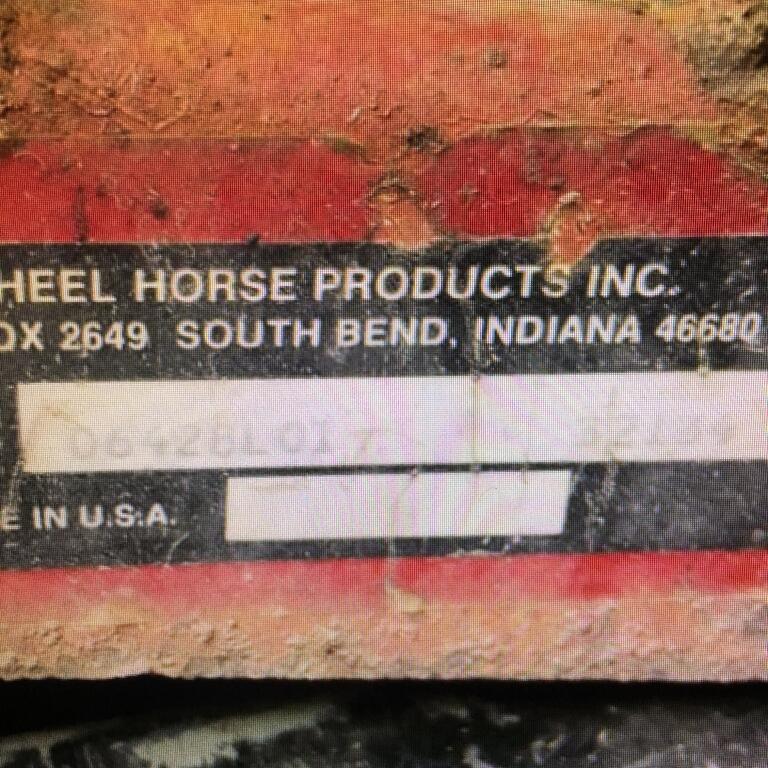 HEEL HORSE PRODUCTS INC.
OX 2649 SOUTH BEND, INDIANA 46680
E IN U.S.A.